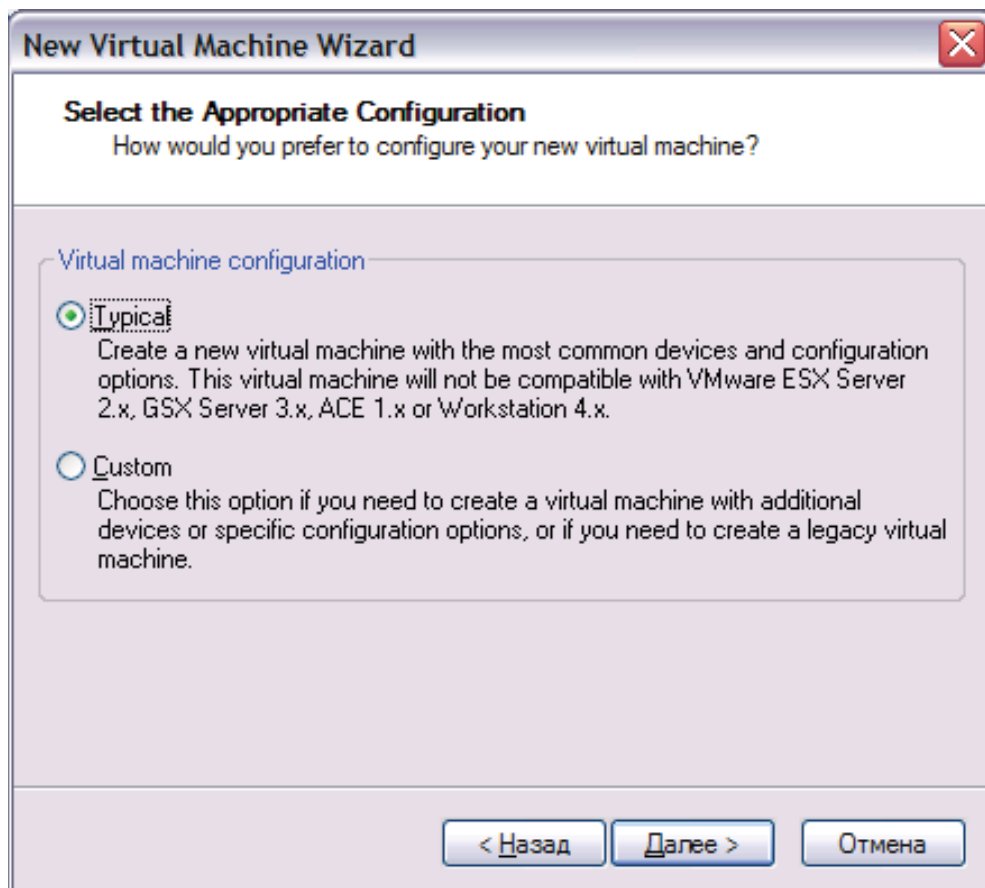 New Virtual Machine Wizard
Select the Appropriate Configuration
How would you prefer to configure your new virtual machine?
Virtual machine configuration
Typical
Create a new virtual machine with the most common devices and configuration
options. This virtual machine will not be compatible with VMware ESX Server
2.x, GSX Server 3.x, ACE 1.x or Workstation 4.x.
Custom
Choose this option if you need to create a virtual machine with additional
devices or specific configuration options, or if you need to create a legacy virtual
machine.
< Назад Далее > Отмена